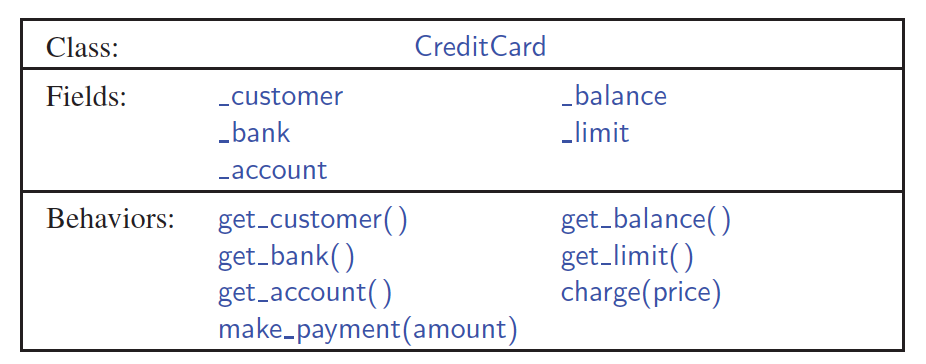 Class: CreditCard
Fields: _customer _balance
_bank _limit
_account
Behaviors: get_customer() get_balance()
get_bank() get_limit()
get_account() charge(price)
make_payment(amount)